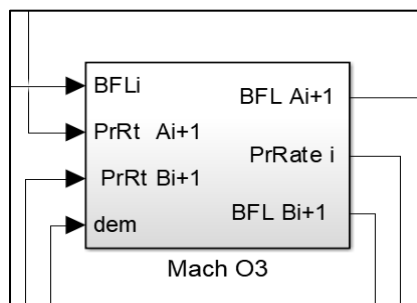 BFLi
PrRt  Ai+1
PrRt Bi+1
dem
BFL Ai+1
PrRate i
BFL Bi+1
Mach O3